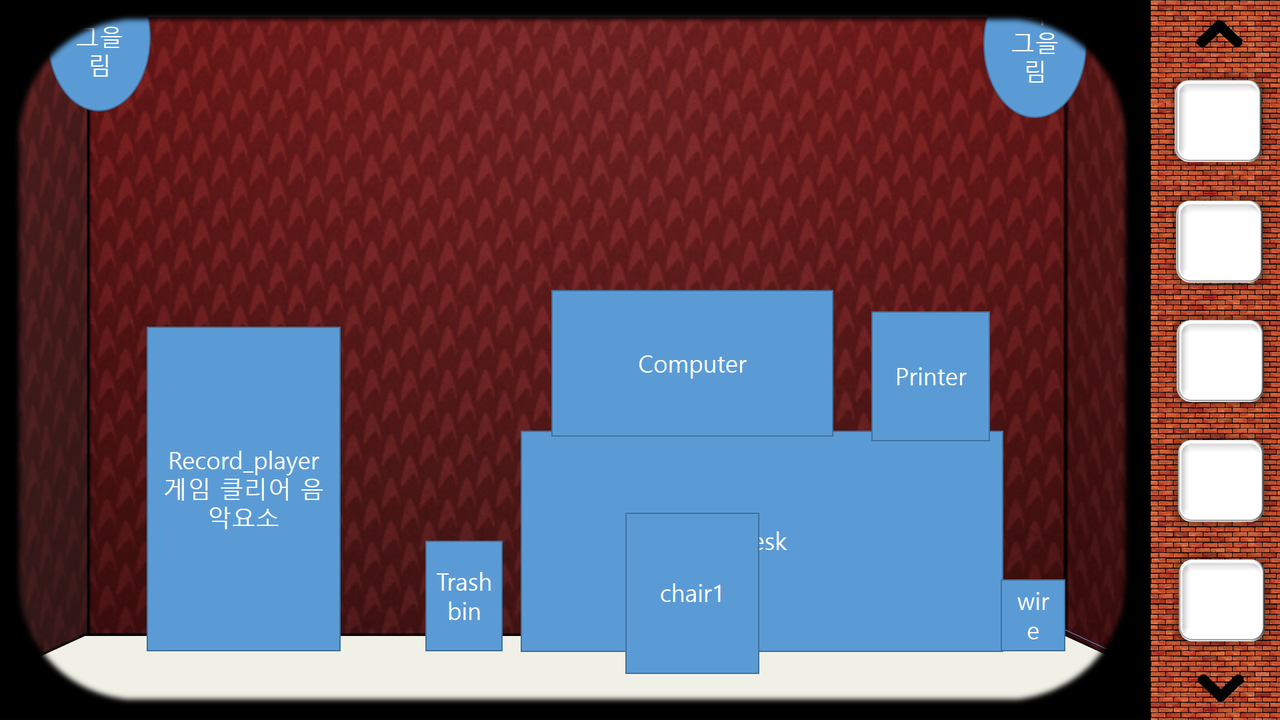 그을
림
그을
림
Computer
Printer
Record_player
게임 클리어 음
악요소
esk
Trash
bin
chair1
wir
e